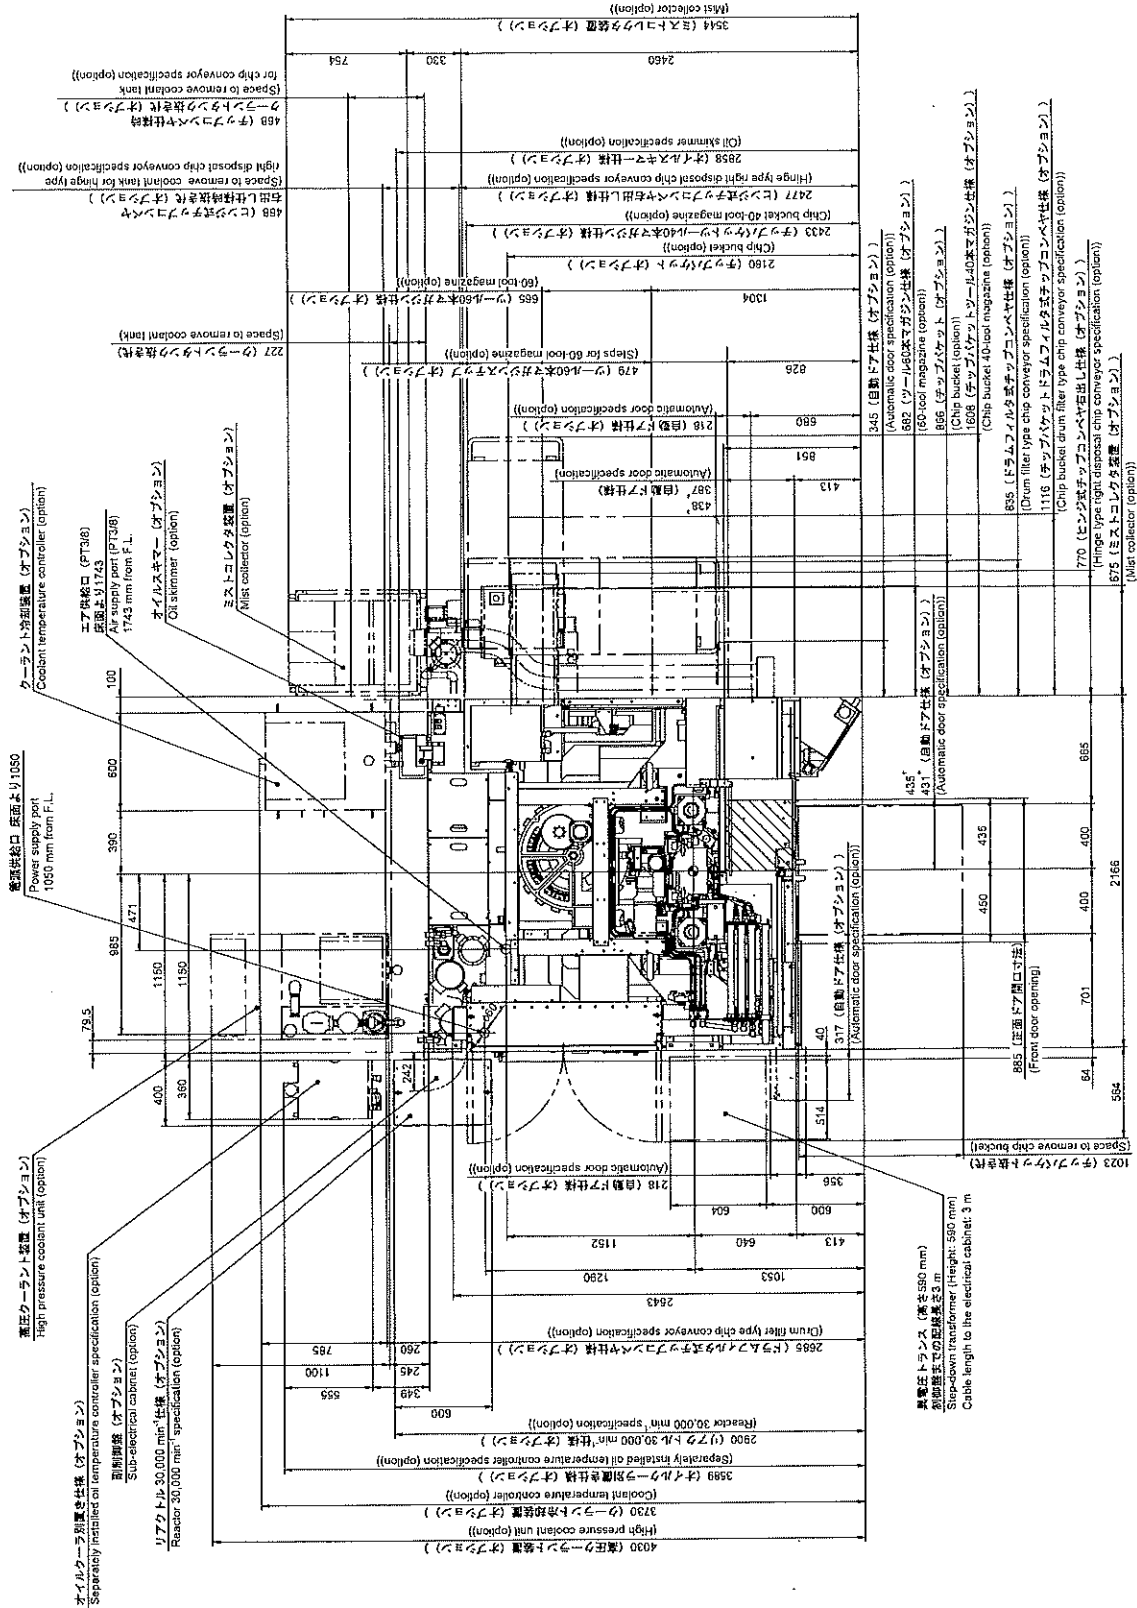 電源供給口 床面より1050
Power supply port
1050 mm from F.L.
クーラント冷却装置 (オプション)
Coolant temperature controller (option)
エア供給口 (PT3/8)
床面より1743
Air supply port (PT3/8)
1743 mm from F.L.
オイルスキマー (オプション)
Oil skimmer (option)
ミストコレクタ装置 (オプション)
Mist collector (option)
高圧クーラント装置 (オプション)
High pressure coolant unit (option)
オイルクーラ別置き仕様 (オプション)
Separately installed oil temperature controller specification (option)
副制御盤 (オプション)
Sub-electrical cabinet (option)
リアクトル 30,000 min⁻¹仕様 (オプション)
Reactor 30,000 min⁻¹ specification (option)
3544 (ミストコレクタ装置 (オプション) )
(Mist collector (option))
754
330
2460
468 (チップコンベヤ仕様時
クーラントタンク抜き代 (オプション) )
(Space to remove coolant tank
for chip conveyor specification (option))
468 (ヒンジ式チップコンベヤ
右出し仕様時抜き代 (オプション) )
(Space to remove coolant tank for hinge type
right disposal chip conveyor specification (option))
2858 (オイルスキマー仕様 (オプション) )
(Oil skimmer specification (option))
2477 (ヒンジ式チップコンベヤ右出し仕様 (オプション) )
(Hinge type right disposal chip conveyor specification (option))
2433 (チップバケットツール40本マガジン仕様 (オプション) )
(Chip bucket 40-tool magazine (option))
2180 (チップバケット (オプション) )
(Chip bucket (option))
665 (ツール60本マガジン仕様 (オプション) )
(60-tool magazine (option))
1304
227 (クーラントタンク抜き代)
(Space to remove coolant tank)
479 (ツール60本マガジンステップ (オプション) )
(Steps for 60-tool magazine (option))
826
218 (自動ドア仕様 (オプション) )
(Automatic door specification (option))
680
851
438*
387* (自動ドア仕様)
(Automatic door specification)
413
345 (自動ドア仕様 (オプション) )
(Automatic door specification (option))
682 (ツール60本マガジン仕様 (オプション) )
(60-tool magazine (option))
866 (チップバケット (オプション) )
(Chip bucket (option))
1608 (チップバケットツール40本マガジン仕様 (オプション) )
(Chip bucket 40-tool magazine (option))
835 (ドラムフィルタ式チップコンベヤ仕様 (オプション) )
(Drum filter type chip conveyor specification (option))
1116 (チップバケットドラムフィルタ式チップコンベヤ仕様 (オプション) )
(Chip bucket drum filter type chip conveyor specification (option))
770 (ヒンジ式チップコンベヤ右出し仕様 (オプション) )
(Hinge type right disposal chip conveyor specification (option))
675 (ミストコレクタ装置 (オプション) )
(Mist collector (option))
100
600
390
471
985
1150
1150
79.5
400
360
242
260
435*
431* (自動ドア仕様 (オプション) )
(Automatic door specification (option))
435
450
665
400
400
701
64
2166
564
885 (正面ドア開口寸法)
(Front door opening)
40
317 (自動ドア仕様 (オプション) )
(Automatic door specification (option))
514
1023 (チップバケット抜き代)
(Space to remove chip bucket)
218 (自動ドア仕様 (オプション) )
(Automatic door specification (option))
356
604
600
1152
640
413
1290
1053
2643
2685 (ドラムフィルタ式チップコンベヤ仕様 (オプション) )
(Drum filter type chip conveyor specification (option))
785
260
1100
245
555
349
600
2900 (リアクトル 30,000 min⁻¹仕様 (オプション) )
(Reactor 30,000 min⁻¹ specification (option))
3589 (オイルクーラ別置き仕様 (オプション) )
(Separately installed oil temperature controller specification (option))
3730 (クーラント冷却装置 (オプション) )
(Coolant temperature controller (option))
4030 (高圧クーラント装置 (オプション) )
(High pressure coolant unit (option))
異電圧トランス (高さ590 mm)
制御盤までの配線長さ3 m
Step-down transformer (Height: 590 mm)
Cable length to the electrical cabinet: 3 m